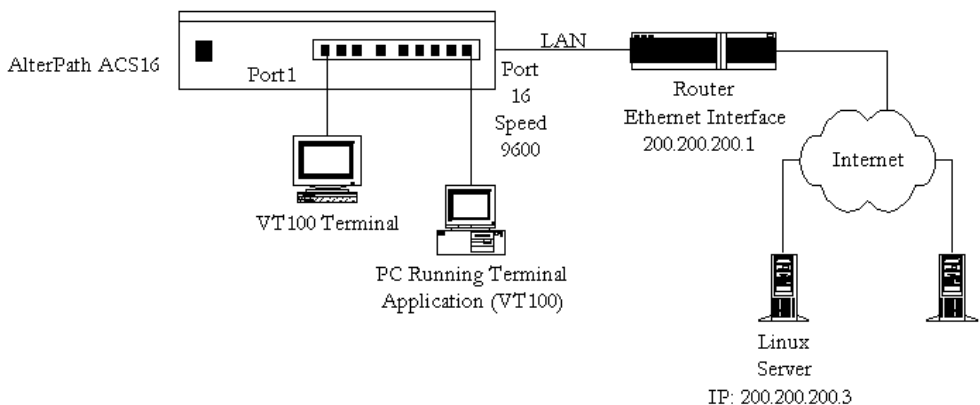 AlterPath ACS16
Port1
LAN
Port
16
Speed
9600
Router
Ethernet Interface
200.200.200.1
Internet
VT100 Terminal
PC Running Terminal
Application (VT100)
Linux
Server
IP: 200.200.200.3